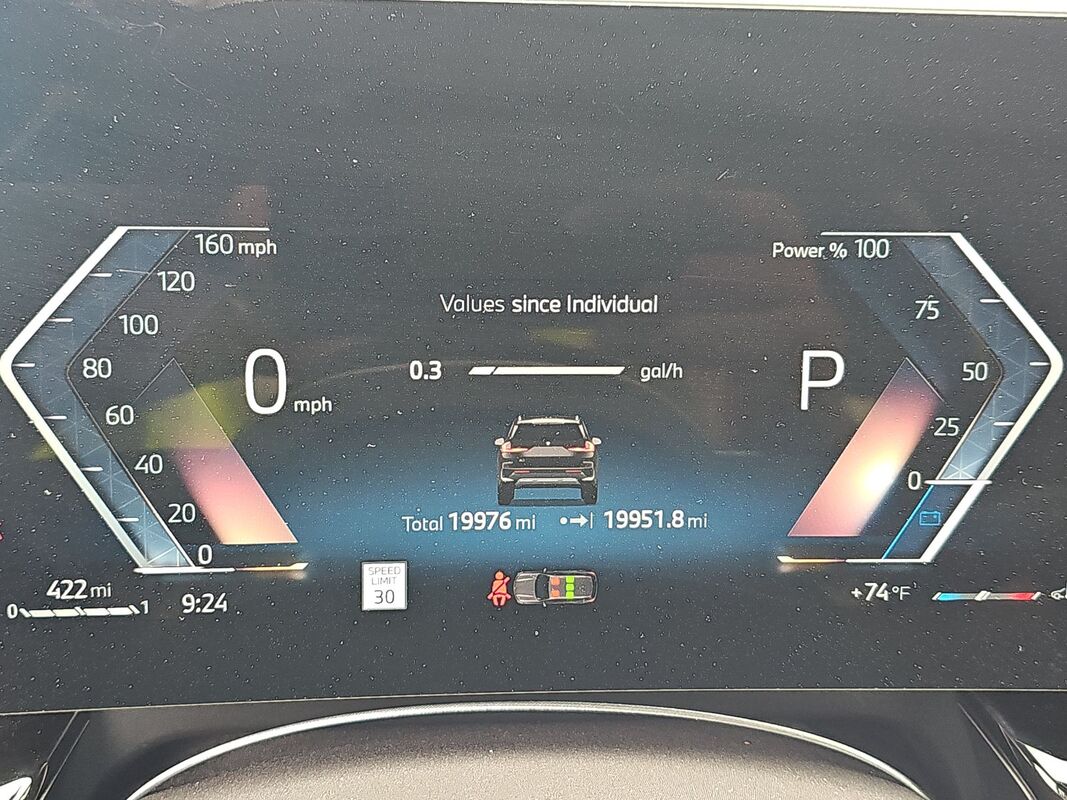 160 mph
120
100
80
60
40
20
0
0 mph
Values since Individual
0.3 gal/h
Total 19976 mi 19951.8 mi
P
Power % 100
75
50
25
0
422 mi
0 1
9:24
SPEED
LIMIT
30
+74°F